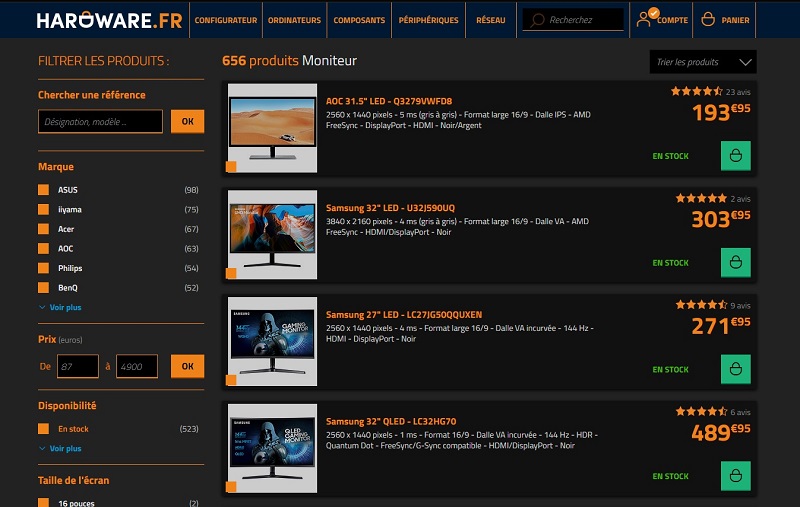 HARDWARE.FR
CONFIGURATEUR
ORDINATEURS
COMPOSANTS
PÉRIPHÉRIQUES
RÉSEAU
Recherchez
COMPTE
PANIER
FILTRER LES PRODUITS :
Chercher une référence
Désignation, modèle ...
OK
Marque
ASUS (98)
iiyama (75)
Acer (67)
AOC (63)
Philips (54)
BenQ (52)
Voir plus
Prix (euros)
De 87 à 4900 OK
Disponibilité
En stock (523)
Voir plus
Taille de l'écran
16 pouces (2)
656 produits Moniteur
Trier les produits
AOC 31.5" LED - Q3279VWFD8
2560 x 1440 pixels - 5 ms (gris à gris) - Format large 16/9 - Dalle IPS - AMD
FreeSync - DisplayPort - HDMI - Noir/Argent
23 avis
193€95
EN STOCK
Samsung 32" LED - U32J590UQ
3840 x 2160 pixels - 4 ms (gris à gris) - Format large 16/9 - Dalle VA - AMD
FreeSync - HDMI/DisplayPort - Noir
2 avis
303€95
EN STOCK
SAMSUNG
GAMING
MONITOR
Samsung 27" LED - LC27JG50QQUXEN
2560 x 1440 pixels - 4 ms - Format large 16/9 - Dalle VA incurvée - 144 Hz -
HDMI - DisplayPort - Noir
9 avis
271€95
EN STOCK
SAMSUNG
QLED
GAMING
MONITOR
Samsung 32" QLED - LC32HG70
2560 x 1440 pixels - 1 ms - Format 16/9 - Dalle VA incurvée - 144 Hz - HDR -
Quantum Dot - FreeSync/G-Sync compatible - HDMI/DisplayPort - Noir
6 avis
489€95
EN STOCK